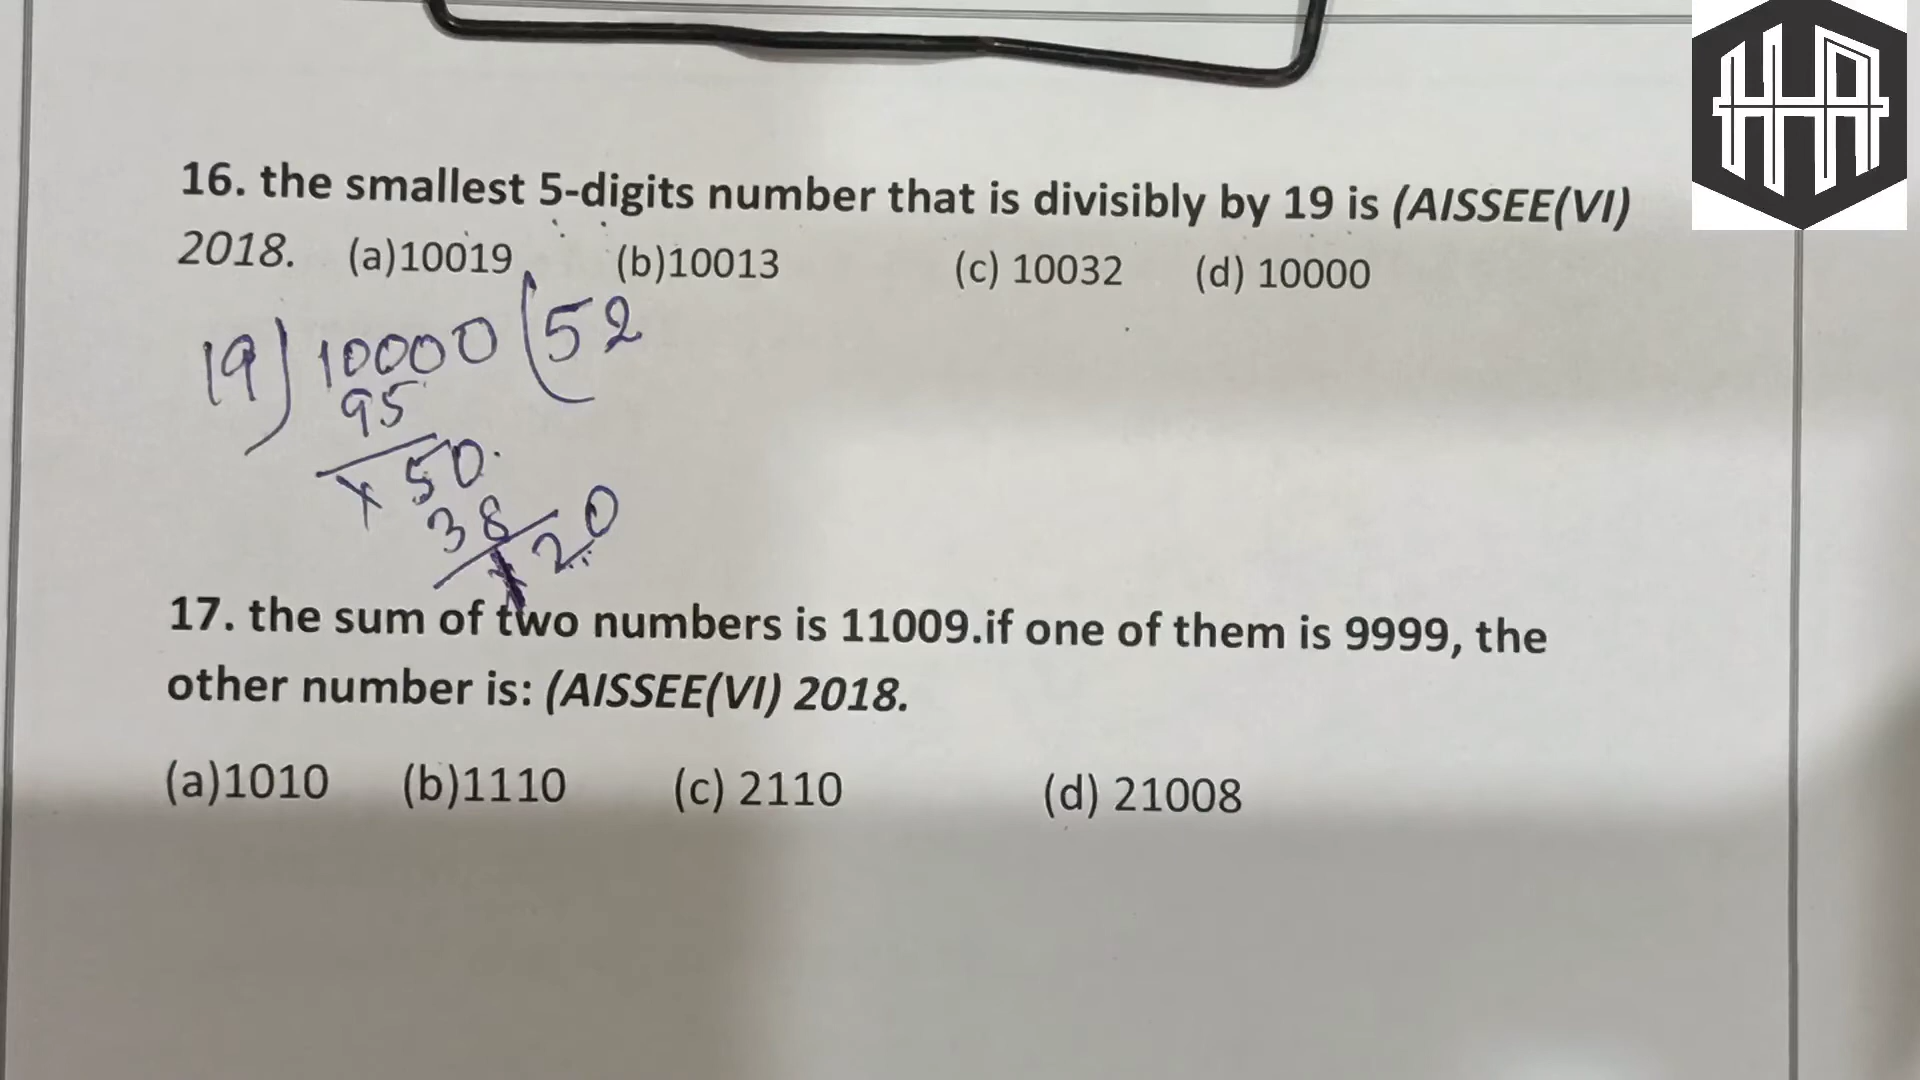 16. the smallest 5-digits number that is divisibly by 19 is (AISSEE(VI)
2018. (a)10019 (b)10013 (c) 10032 (d) 10000
19) 10000 (52
95
x 50
38
x 20
17. the sum of two numbers is 11009.if one of them is 9999, the
other number is: (AISSEE(VI) 2018.
(a)1010 (b)1110 (c) 2110 (d) 21008